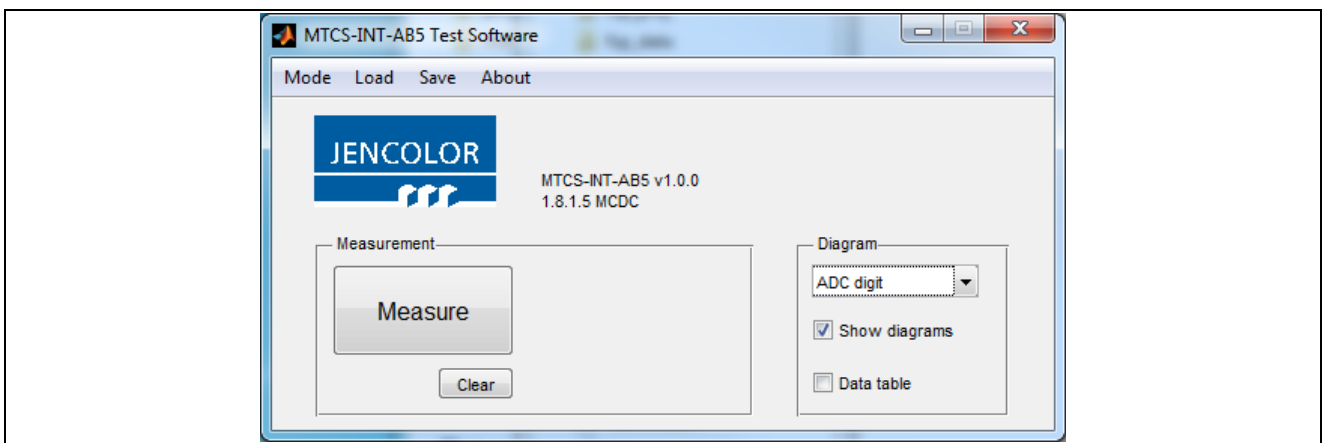 MTCS-INT-AB5 Test Software
Mode Load Save About
JENCOLOR
MTCS-INT-AB5 v1.0.0
1.8.1.5 MCDC
Measurement
Measure
Clear
Diagram
ADC digit
Show diagrams
Data table